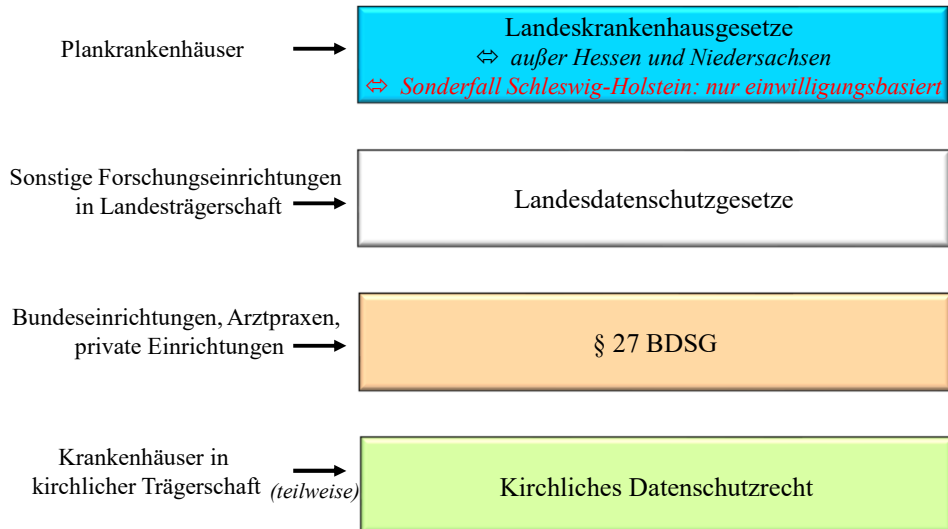 Plankrankenhäuser
Landeskrankenhausgesetze
⇔ außer Hessen und Niedersachsen
⇔ Sonderfall Schleswig-Holstein: nur einwilligungsbasiert
Sonstige Forschungseinrichtungen
in Landesträgerschaft
Landesdatenschutzgesetze
Bundeseinrichtungen, Arztpraxen,
private Einrichtungen
§ 27 BDSG
Krankenhäuser in
kirchlicher Trägerschaft (teilweise)
Kirchliches Datenschutzrecht